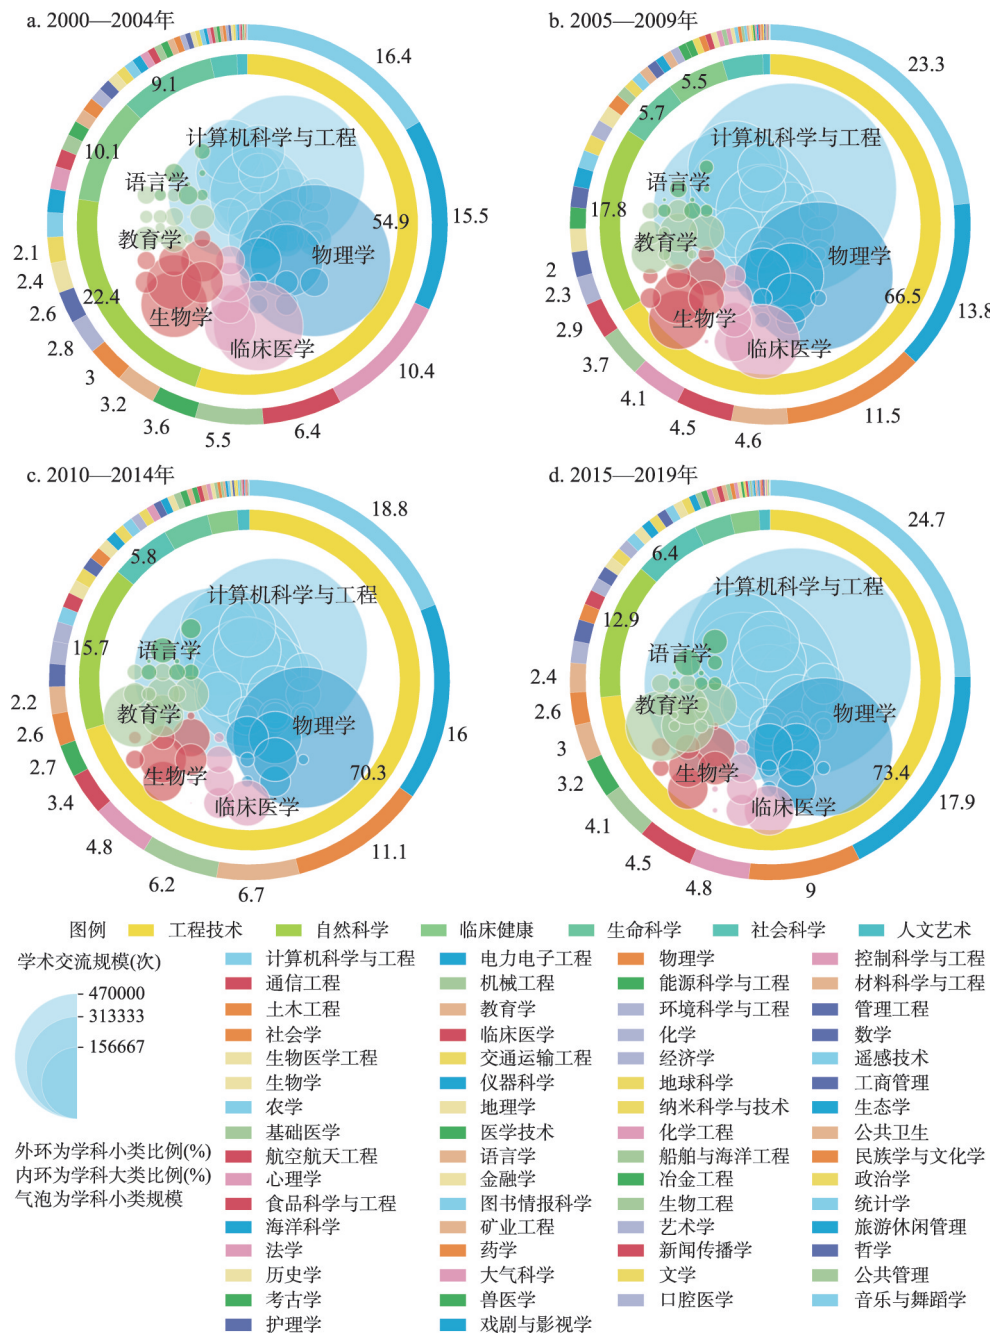 a. 2000—2004年
16.4
15.5
10.4
6.4
5.5
3.6
3.2
3
2.8
2.6
2.4
2.1
9.1
10.1
22.4
54.9
计算机科学与工程
语言学
教育学
物理学
生物学
临床医学
b. 2005—2009年
23.3
13.8
11.5
4.6
4.5
4.1
3.7
2.9
2.3
2
5.5
5.7
17.8
66.5
计算机科学与工程
语言学
教育学
物理学
生物学
临床医学
c. 2010—2014年
18.8
16
11.1
6.7
6.2
4.8
3.4
2.7
2.6
2.2
5.8
15.7
70.3
计算机科学与工程
语言学
教育学
物理学
生物学
临床医学
d. 2015—2019年
24.7
17.9
9
4.8
4.5
4.1
3.2
3
2.6
2.4
6.4
12.9
73.4
计算机科学与工程
语言学
教育学
物理学
生物学
临床医学
图例 工程技术 自然科学 临床健康 生命科学 社会科学 人文艺术
学术交流规模(次)
470000
313333
156667
外环为学科小类比例(%)
内环为学科大类比例(%)
气泡为学科小类规模
计算机科学与工程 电力电子工程 物理学 控制科学与工程
通信工程 机械工程 能源科学与工程 材料科学与工程
土木工程 教育学 环境科学与工程 管理工程
社会学 临床医学 化学 数学
生物医学工程 交通运输工程 经济学 遥感技术
生物学 仪器科学 地球科学 工商管理
农学 地理学 纳米科学与技术 生态学
基础医学 医学技术 化学工程 公共卫生
航空航天工程 语言学 船舶与海洋工程 民族学与文化学
心理学 金融学 冶金工程 政治学
食品科学与工程 图书情报科学 生物工程 统计学
海洋科学 矿业工程 艺术学 旅游休闲管理
法学 药学 新闻传播学 哲学
历史学 大气科学 文学 公共管理
考古学 兽医学 口腔医学 音乐与舞蹈学
护理学 戏剧与影视学